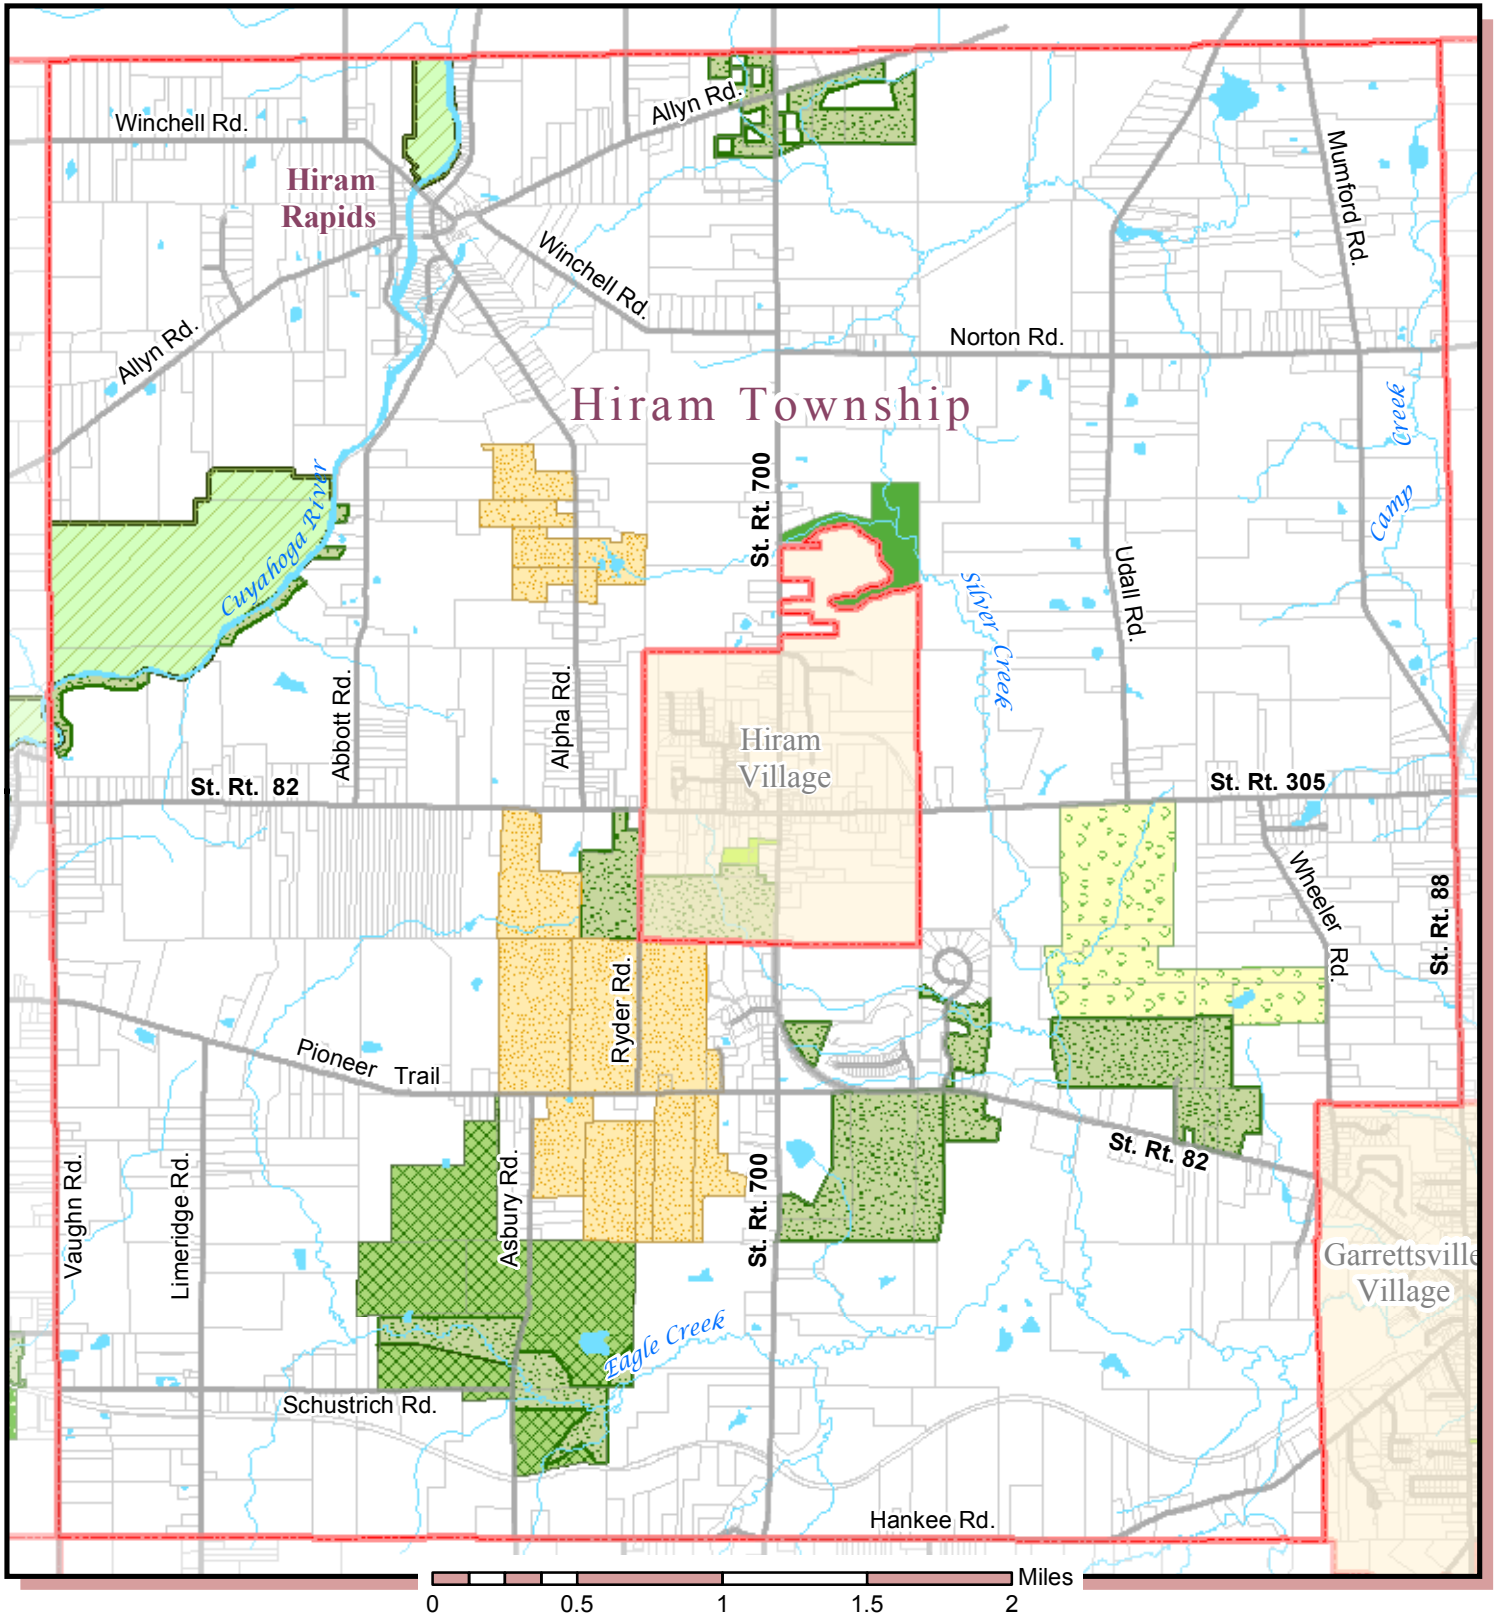 Winchell Rd.
Allyn Rd.
Mumford Rd.
Hiram
Rapids
Winchell Rd.
Allyn Rd.
Norton Rd.
Hiram Township
Creek
Camp
St. Rt. 700
Cuyahoga River
Udall Rd.
Silver Creek
Abbott Rd.
Alpha Rd.
Hiram
Village
St. Rt. 82
St. Rt. 305
Wheeler Rd.
St. Rt. 88
Ryder Rd.
Pioneer Trail
St. Rt. 82
Vaughn Rd.
Limeridge Rd.
Asbury Rd.
St. Rt. 700
Garrettsville
Village
Eagle Creek
Schustrich Rd.
Hankee Rd.
Miles
0 0.5 1 1.5 2